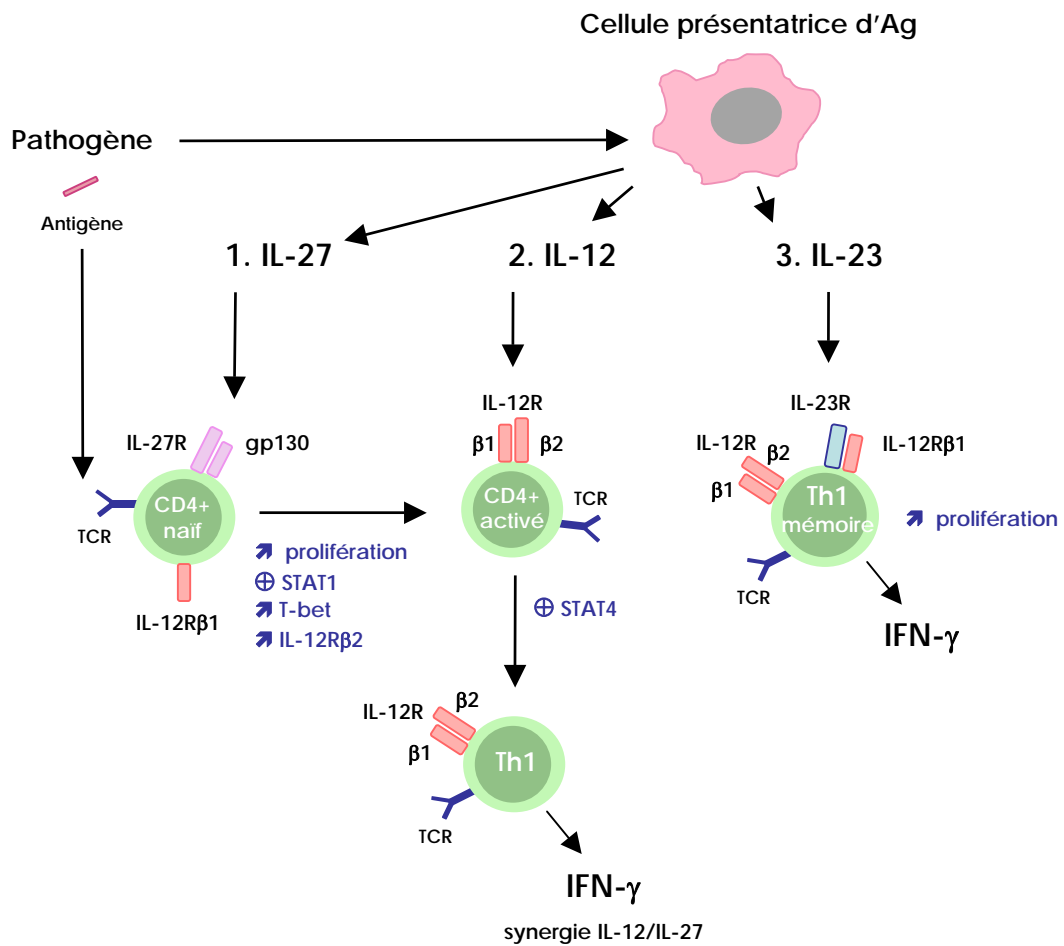 Cellule présentatrice d'Ag
Pathogène
Antigène
1. IL-27
2. IL-12
3. IL-23
IL-27R
gp130
TCR
CD4+
naïf
IL-12Rβ1
prolifération
STAT1
T-bet
IL-12Rβ2
IL-12R
β1
β2
CD4+
activé
TCR
STAT4
IL-23R
IL-12R
β2
β1
IL-12Rβ1
Th1
mémoire
prolifération
TCR
IFN-γ
IL-12R
β2
β1
Th1
TCR
IFN-γ
synergie IL-12/IL-27